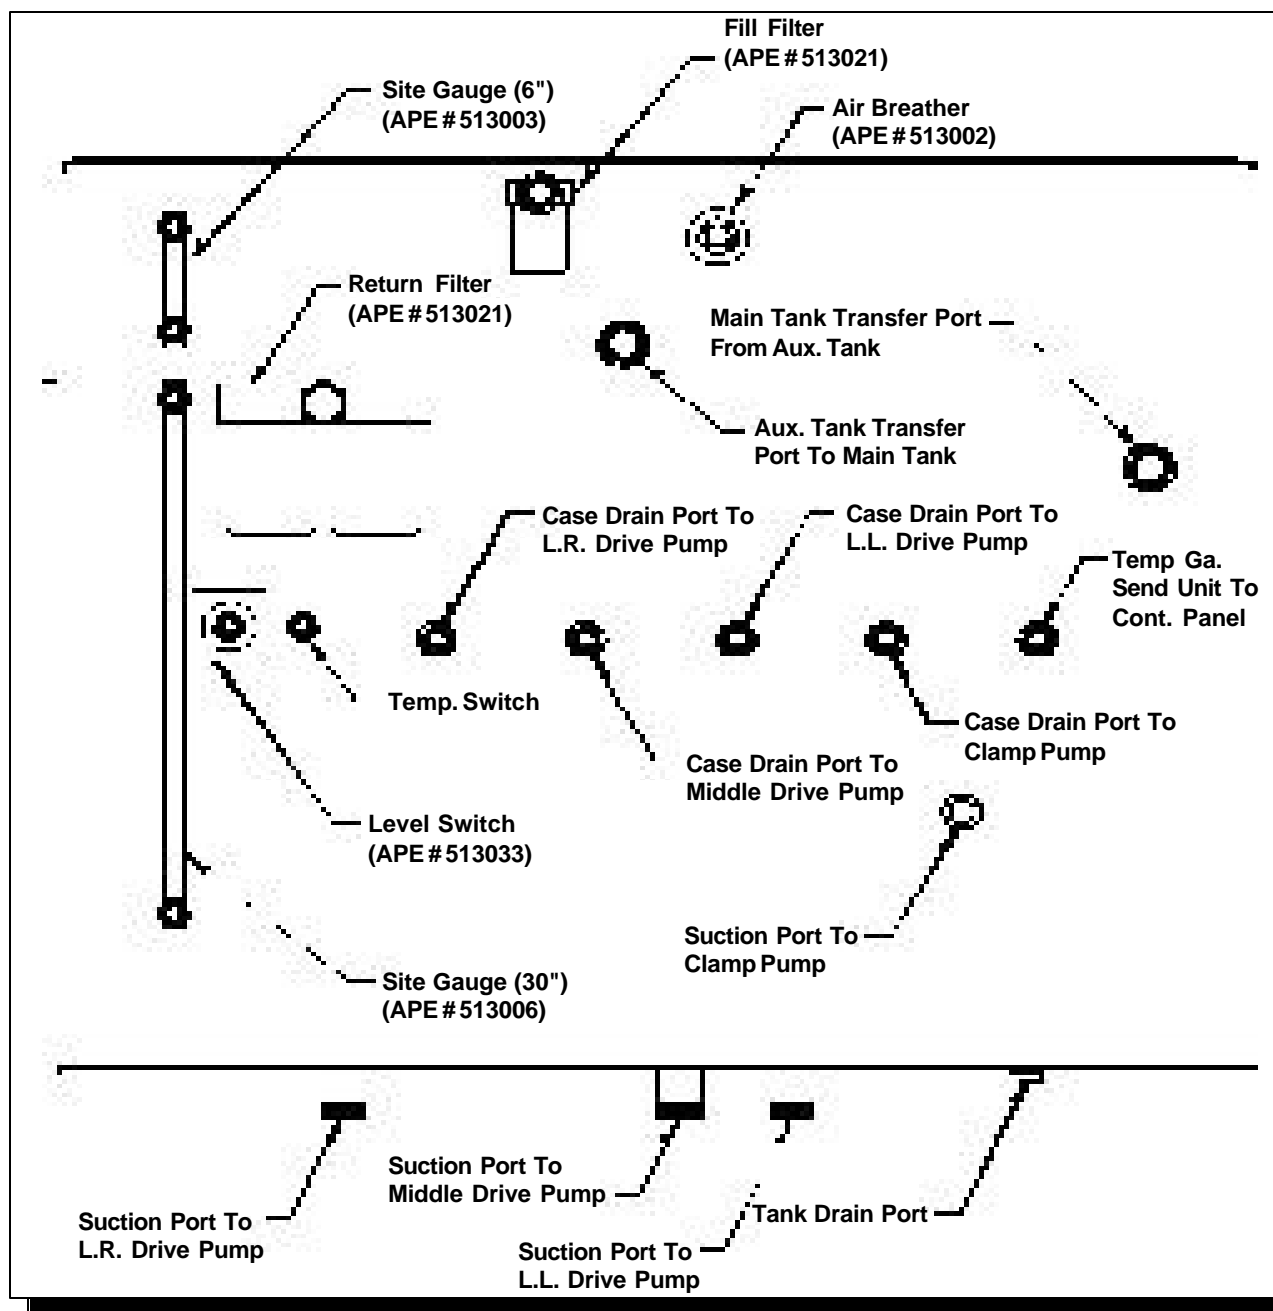 Fill Filter
(APE # 513021)
Site Gauge (6")
(APE # 513003)
Air Breather
(APE # 513002)
Return Filter
(APE # 513021)
Main Tank Transfer Port
From Aux. Tank
Aux. Tank Transfer
Port To Main Tank
Case Drain Port To
L.R. Drive Pump
Case Drain Port To
L.L. Drive Pump
Temp Ga.
Send Unit To
Cont. Panel
Temp. Switch
Case Drain Port To
Clamp Pump
Case Drain Port To
Middle Drive Pump
Level Switch
(APE # 513033)
Suction Port To
Clamp Pump
Site Gauge (30")
(APE # 513006)
Suction Port To
Middle Drive Pump
Tank Drain Port
Suction Port To
L.R. Drive Pump
Suction Port To
L.L. Drive Pump